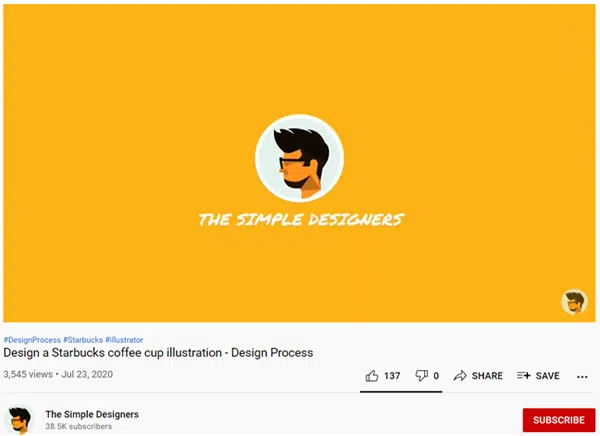 THE SIMPLE DESIGNERS
#DesignProcess #Starbucks #illustrator
Design a Starbucks coffee cup illustration - Design Process
3,545 views • Jul 23, 2020
137 0 SHARE SAVE ...
The Simple Designers
38.5K subscribers
SUBSCRIBE